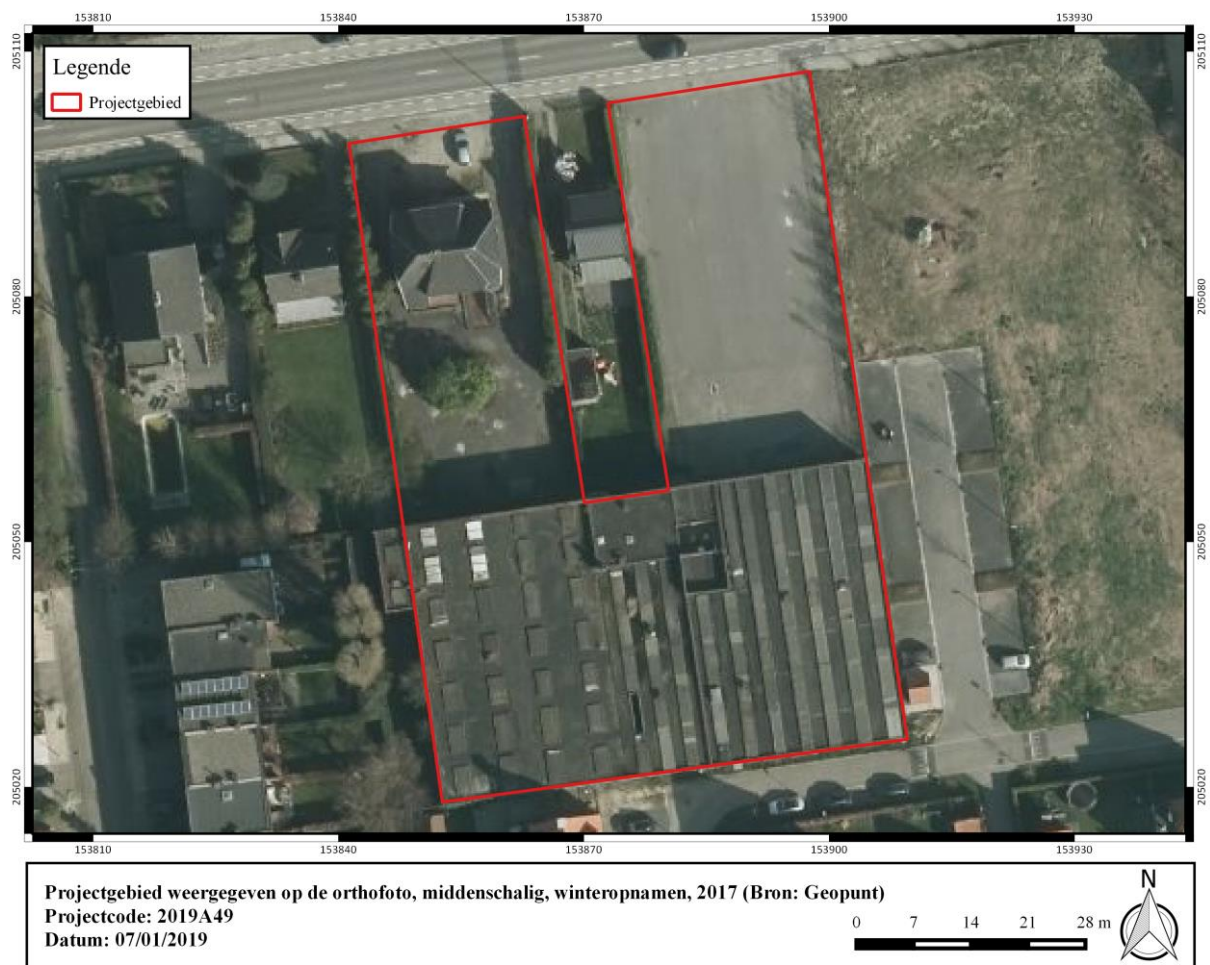 153810 153840 153870 153900 153930
205110 205110
Legende
Projectgebied
205080 205080
205050 205050
205020 205020
153810 153840 153870 153900 153930
Projectgebied weergegeven op de orthofoto, middenschalig, winteropnamen, 2017 (Bron: Geopunt)
Projectcode: 2019A49
Datum: 07/01/2019
N
0 7 14 21 28 m